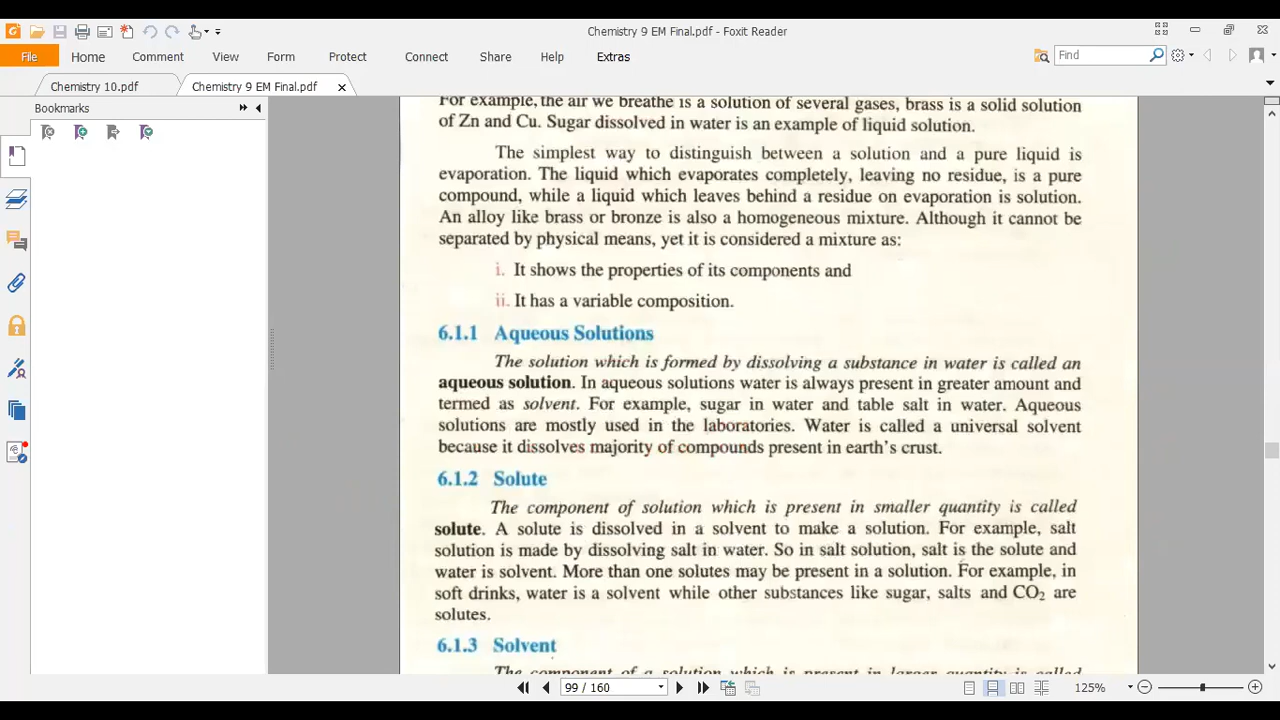 Chemistry 9 EM Final.pdf - Foxit Reader
File Home Comment View Form Protect Connect Share Help Extras Find
Chemistry 10.pdf Chemistry 9 EM Final.pdf
Bookmarks
For example, the air we breathe is a solution of several gases, brass is a solid solution
of Zn and Cu. Sugar dissolved in water is an example of liquid solution.
The simplest way to distinguish between a solution and a pure liquid is
evaporation. The liquid which evaporates completely, leaving no residue, is a pure
compound, while a liquid which leaves behind a residue on evaporation is solution.
An alloy like brass or bronze is also a homogeneous mixture. Although it cannot be
separated by physical means, yet it is considered a mixture as:
i. It shows the properties of its components and
ii. It has a variable composition.
6.1.1 Aqueous Solutions
The solution which is formed by dissolving a substance in water is called an
aqueous solution. In aqueous solutions water is always present in greater amount and
termed as solvent. For example, sugar in water and table salt in water. Aqueous
solutions are mostly used in the laboratories. Water is called a universal solvent
because it dissolves majority of compounds present in earth's crust.
6.1.2 Solute
The component of solution which is present in smaller quantity is called
solute. A solute is dissolved in a solvent to make a solution. For example, salt
solution is made by dissolving salt in water. So in salt solution, salt is the solute and
water is solvent. More than one solutes may be present in a solution. For example, in
soft drinks, water is a solvent while other substances like sugar, salts and CO₂ are
solutes.
6.1.3 Solvent
The component of a solution which is present in larger quantity is called
99 / 160 125%